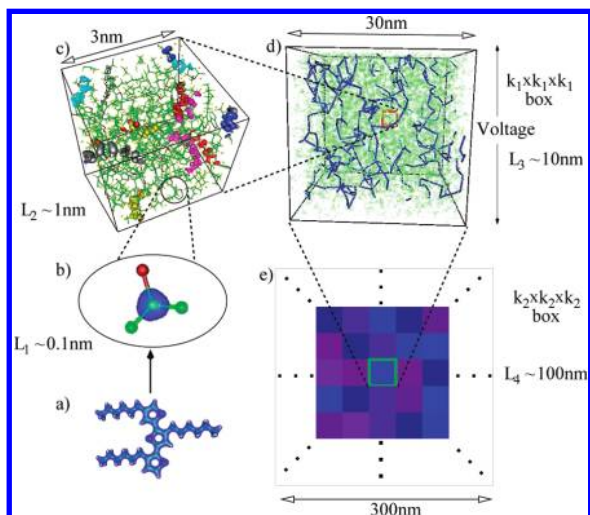 c)
3nm
d)
30nm
k1xk1xk1
box
Voltage
L3 ~10nm
L2 ~1nm
b)
e)
k2xk2xk2
box
L1 ~0.1nm
L4 ~100nm
a)
300nm